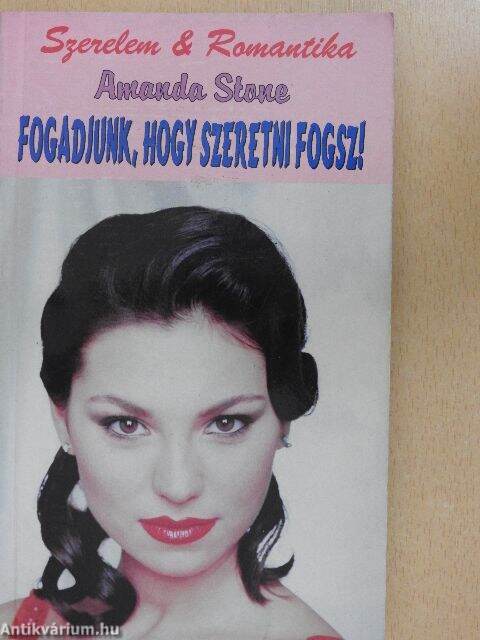 Szerelem & Romantika
Amanda Stone
FOGADJUNK, HOGY SZERETNI FOGSZ!
Antikvárium.hu